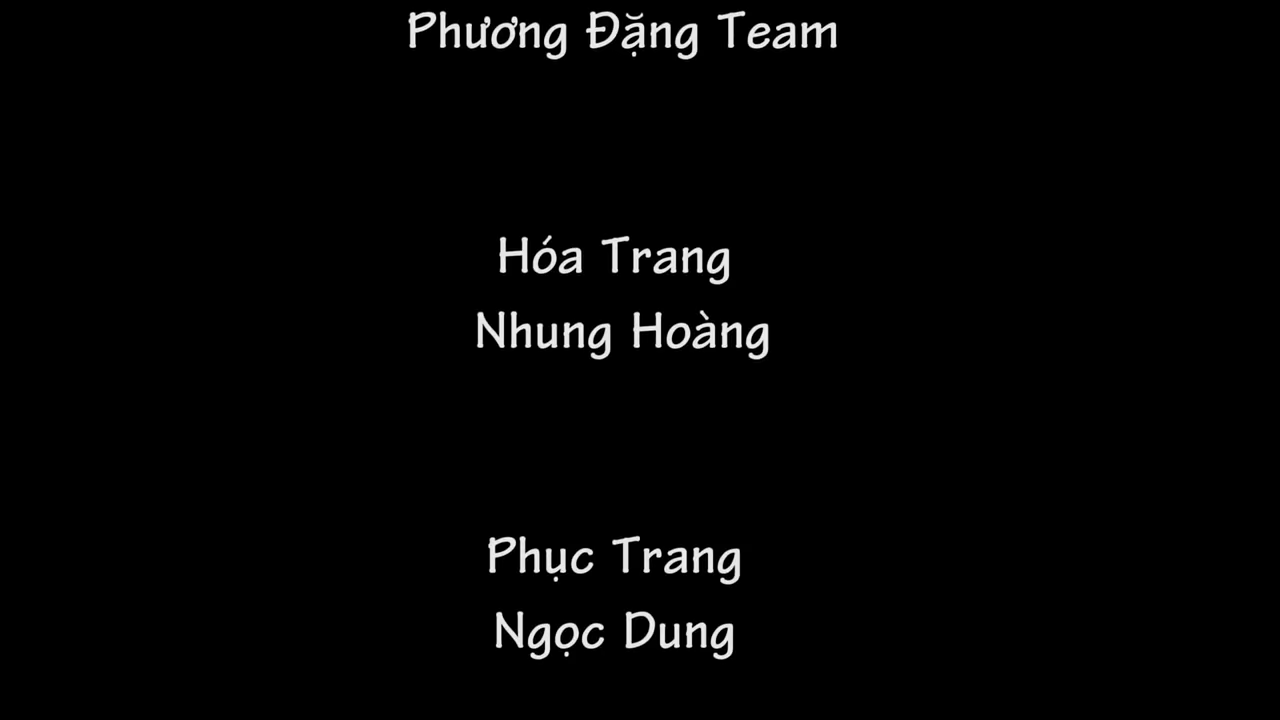 Phương Đặng Team
Hóa Trang
Nhung Hoàng
Phục Trang
Ngọc Dung